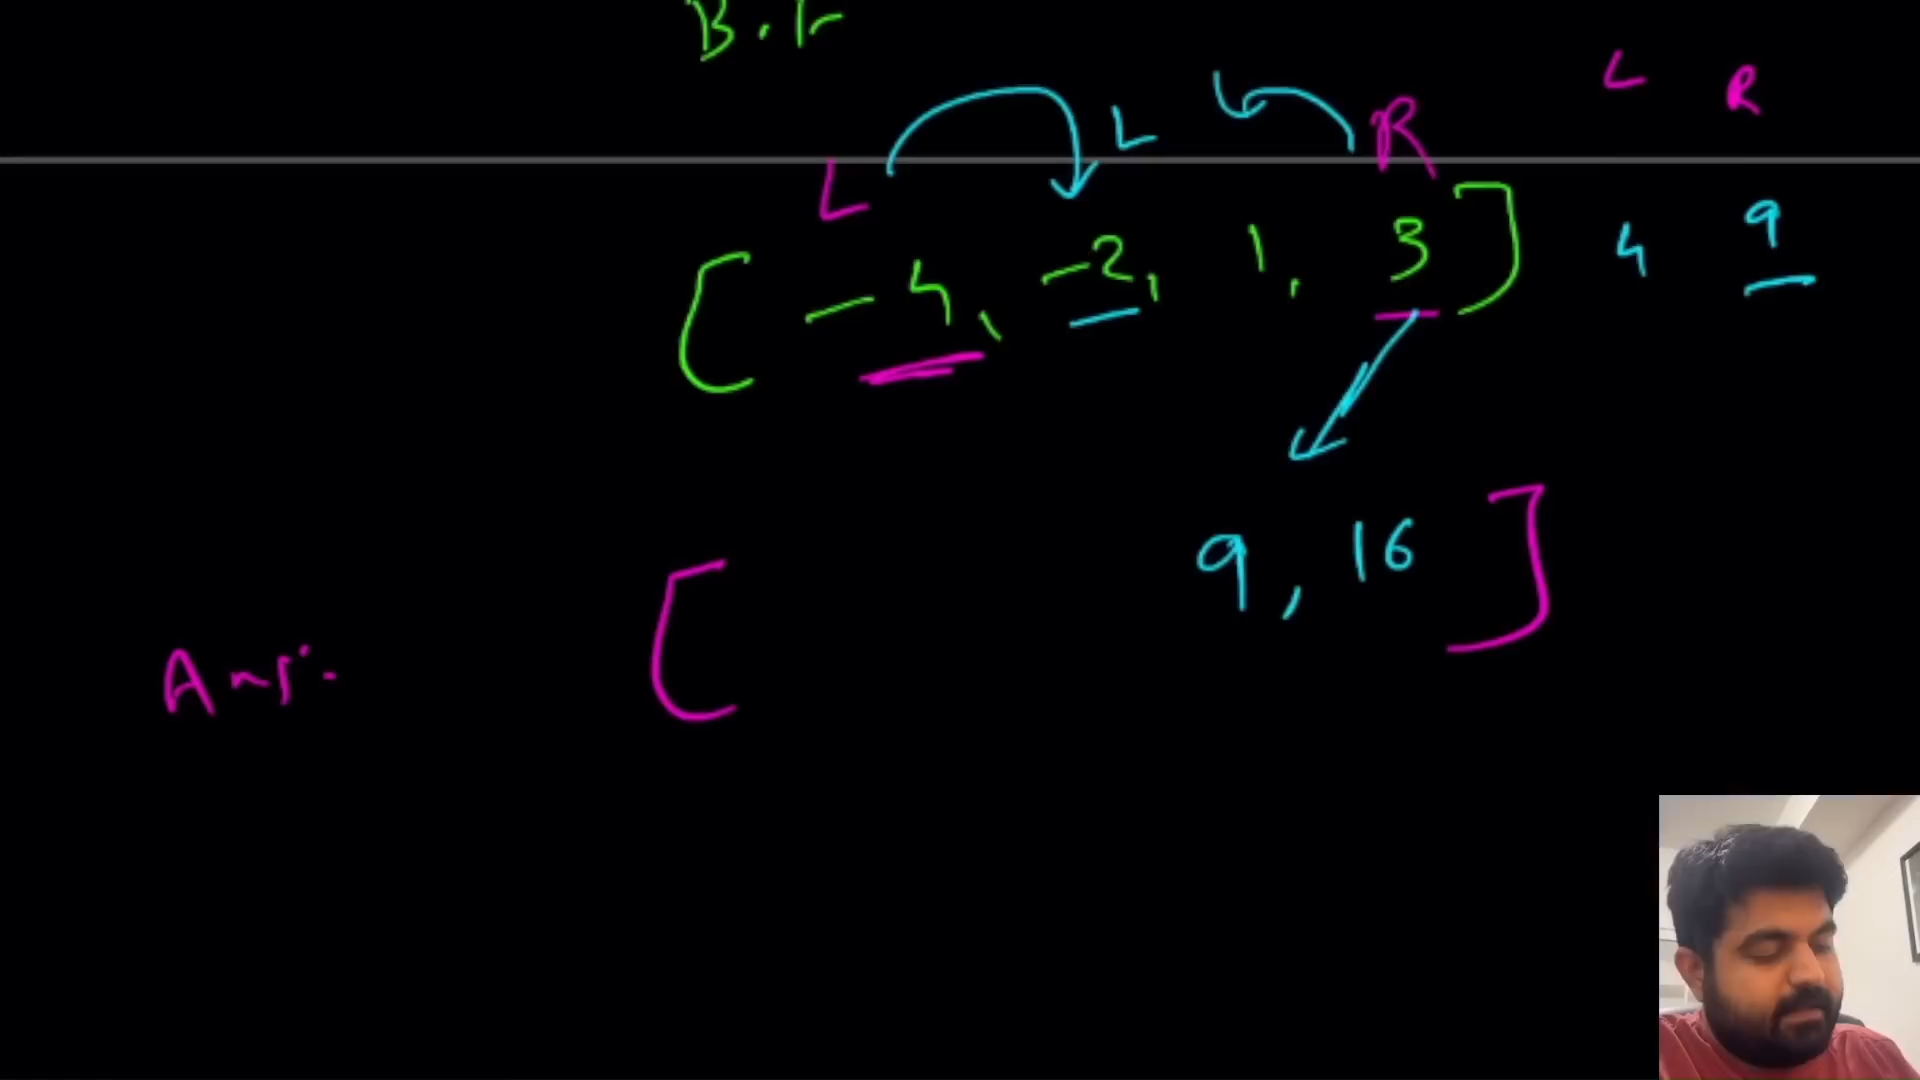 L R
L
L R
[ -4, -2, 1, 3 ] 4 9
[ 9, 16 ]
Ans: